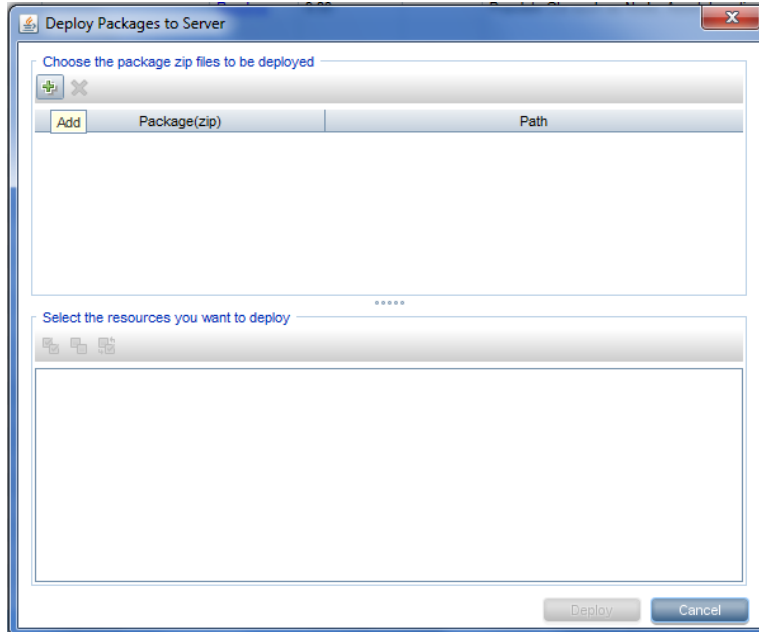 Deploy Packages to Server
Choose the package zip files to be deployed
Add
Package(zip) Path
Select the resources you want to deploy
Deploy Cancel